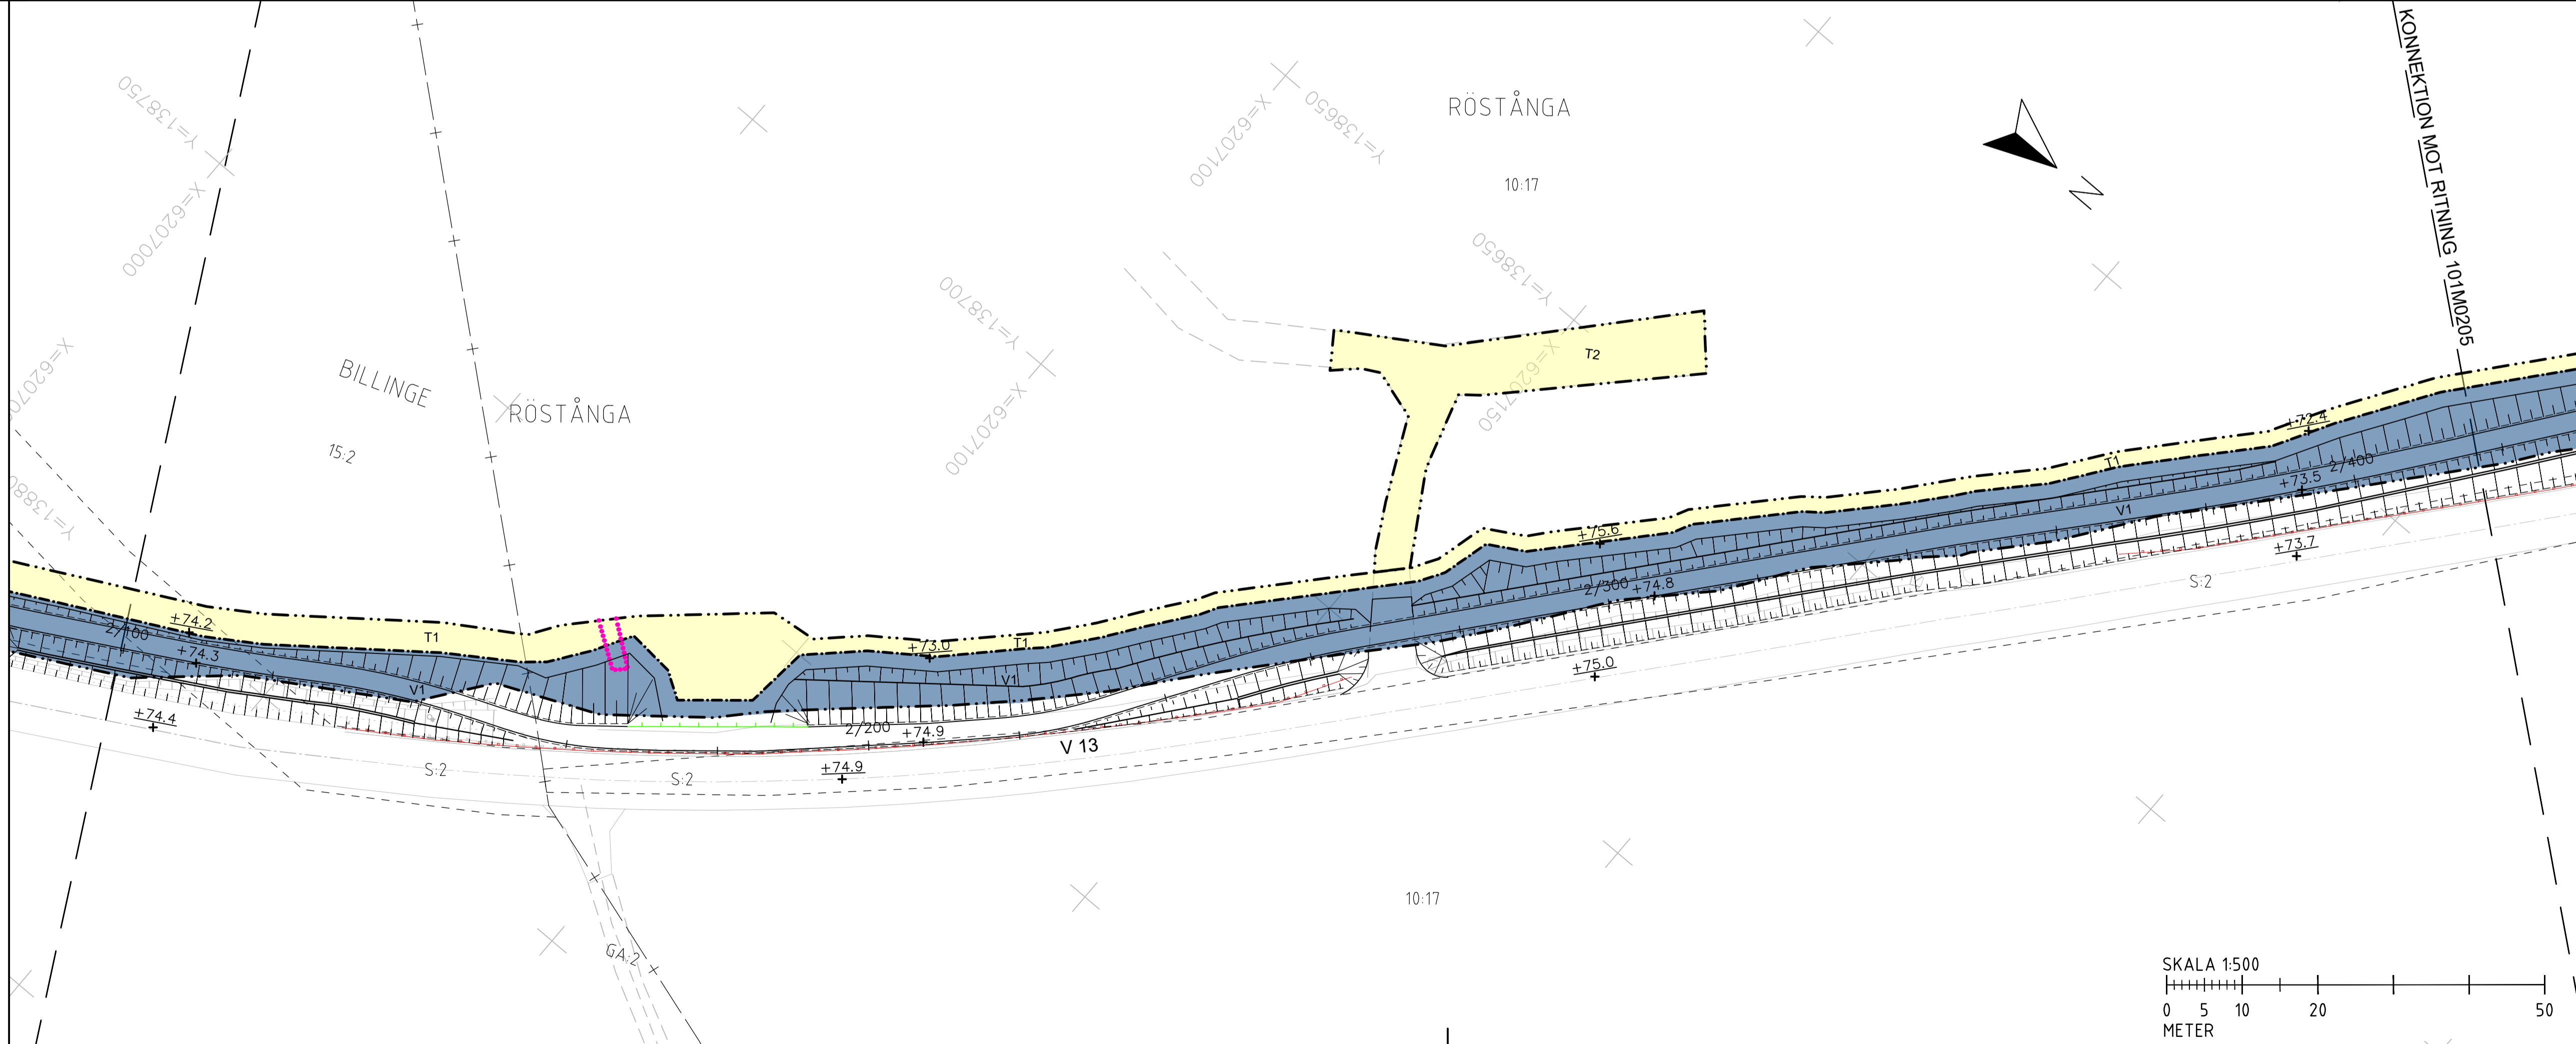 KONNEKTION MOT RITNING 101M0205
Y=138750
X=6207000
X=6207100
Y=138650
RÖSTÅNGA
10:17
N
Y=138650
X=6207150
T2
Y=138700
X=6207100
BILLINGE
RÖSTÅNGA
15:2
+72.4
T1
2/400
+73.5
V1
+73.7
S:2
+75.6
2/300
+74.8
+75.0
2/100
+74.2
+74.3
T1
V1
+74.4
+73.0
T1
V1
2/200
+74.9
V 13
+74.9
S:2
S:2
10:17
GA:2
SKALA 1:500
0 5 10 20 50
METER